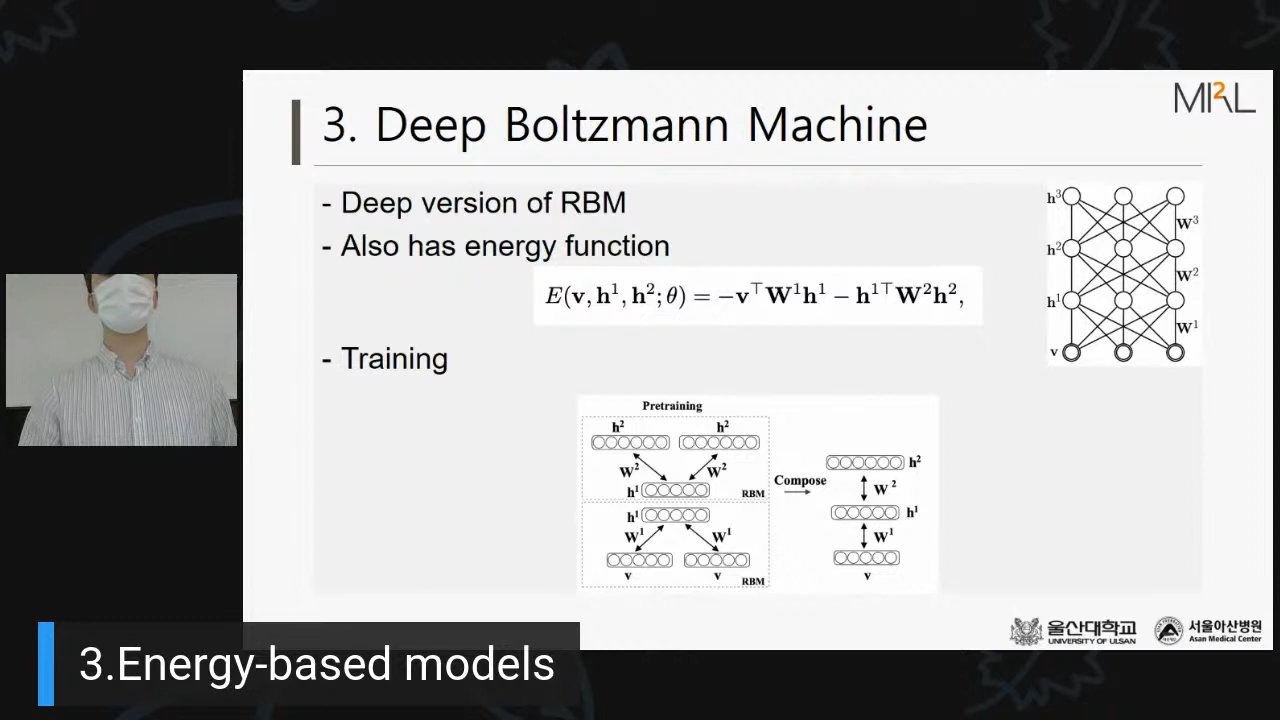 MI2RL
3. Deep Boltzmann Machine
- Deep version of RBM
- Also has energy function
E(v, h¹, h²; θ) = −v⊤W¹h¹ − h¹⊤W²h²,
- Training
h³
W³
h²
W²
h¹
W¹
v
Pretraining
h² h²
W² W²
h¹ RBM
h¹
W¹ W¹
v v RBM
Compose
h²
W²
h¹
W¹
v
울산대학교
UNIVERSITY OF ULSAN
서울아산병원
Asan Medical Center
3.Energy-based models